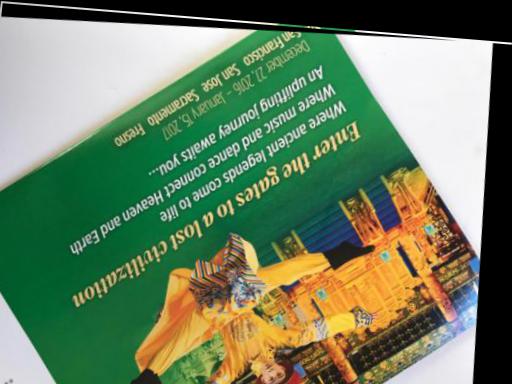 Enter the gates to a lost civilization
Where ancient legends come to life
Where music and dance connect Heaven and Earth
An uplifting journey awaits you...
December 27, 2016 - January 15, 2017
San Francisco San Jose Sacramento Fresno